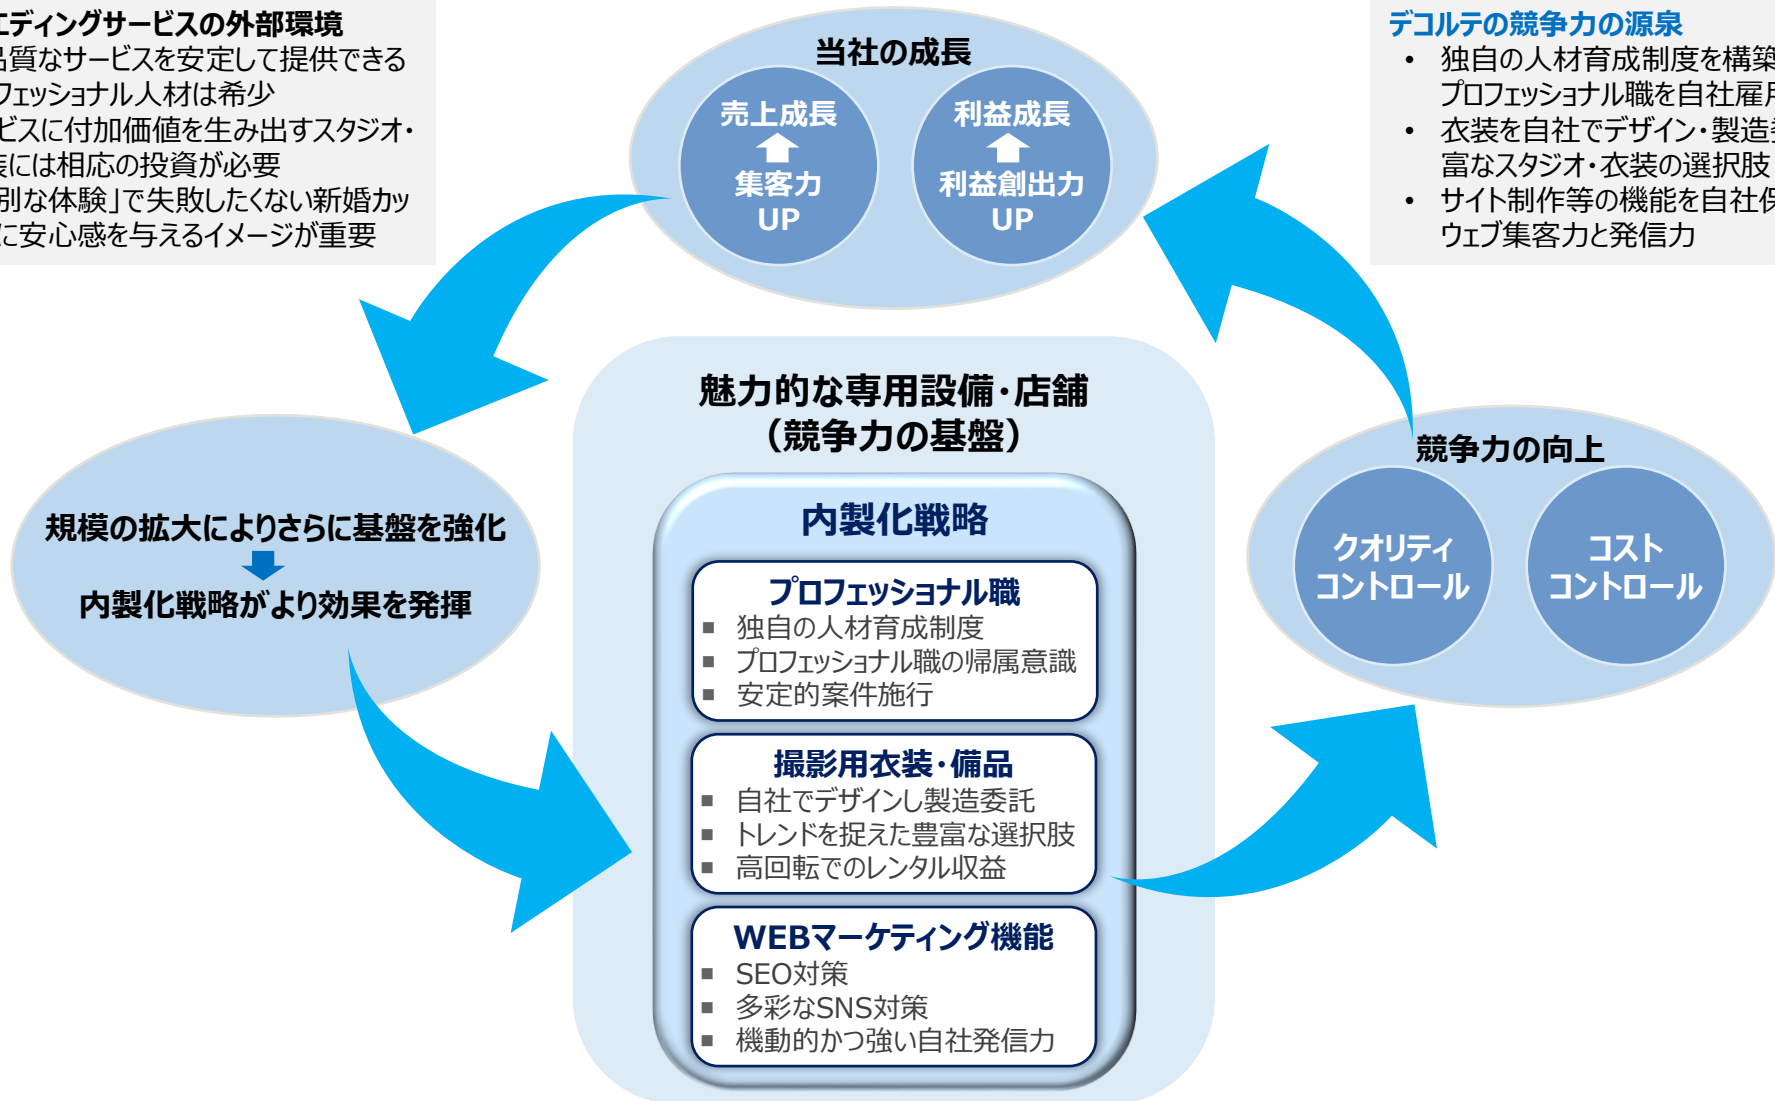 エディングサービスの外部環境
品質なサービスを安定して提供できる
フェッショナル人材は希少
ビスに付加価値を生み出すスタジオ・
には相応の投資が必要
別な体験」で失敗したくない新婚カッ
に安心感を与えるイメージが重要
当社の成長
売上成長
集客力
UP
利益成長
利益創出力
UP
デコルテの競争力の源泉
• 独自の人材育成制度を構築
プロフェッショナル職を自社雇用
• 衣装を自社でデザイン・製造委
富なスタジオ・衣装の選択肢
• サイト制作等の機能を自社保
ウェブ集客力と発信力
規模の拡大によりさらに基盤を強化
内製化戦略がより効果を発揮
魅力的な専用設備・店舗
（競争力の基盤）
内製化戦略
プロフェッショナル職
■ 独自の人材育成制度
■ プロフェッショナル職の帰属意識
■ 安定的案件施行
撮影用衣装・備品
■ 自社でデザインし製造委託
■ トレンドを捉えた豊富な選択肢
■ 高回転でのレンタル収益
WEBマーケティング機能
■ SEO対策
■ 多彩なSNS対策
■ 機動的かつ強い自社発信力
競争力の向上
クオリティ
コントロール
コスト
コントロール